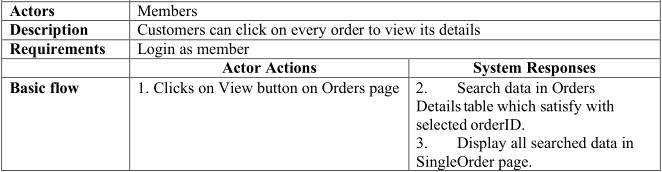 Actors Members
Description Customers can click on every order to view its details
Requirements Login as member
Actor Actions System Responses
Basic flow 1. Clicks on View button on Orders page 2. Search data in Orders
Details table which satisfy with
selected orderID.
3. Display all searched data in
SingleOrder page.